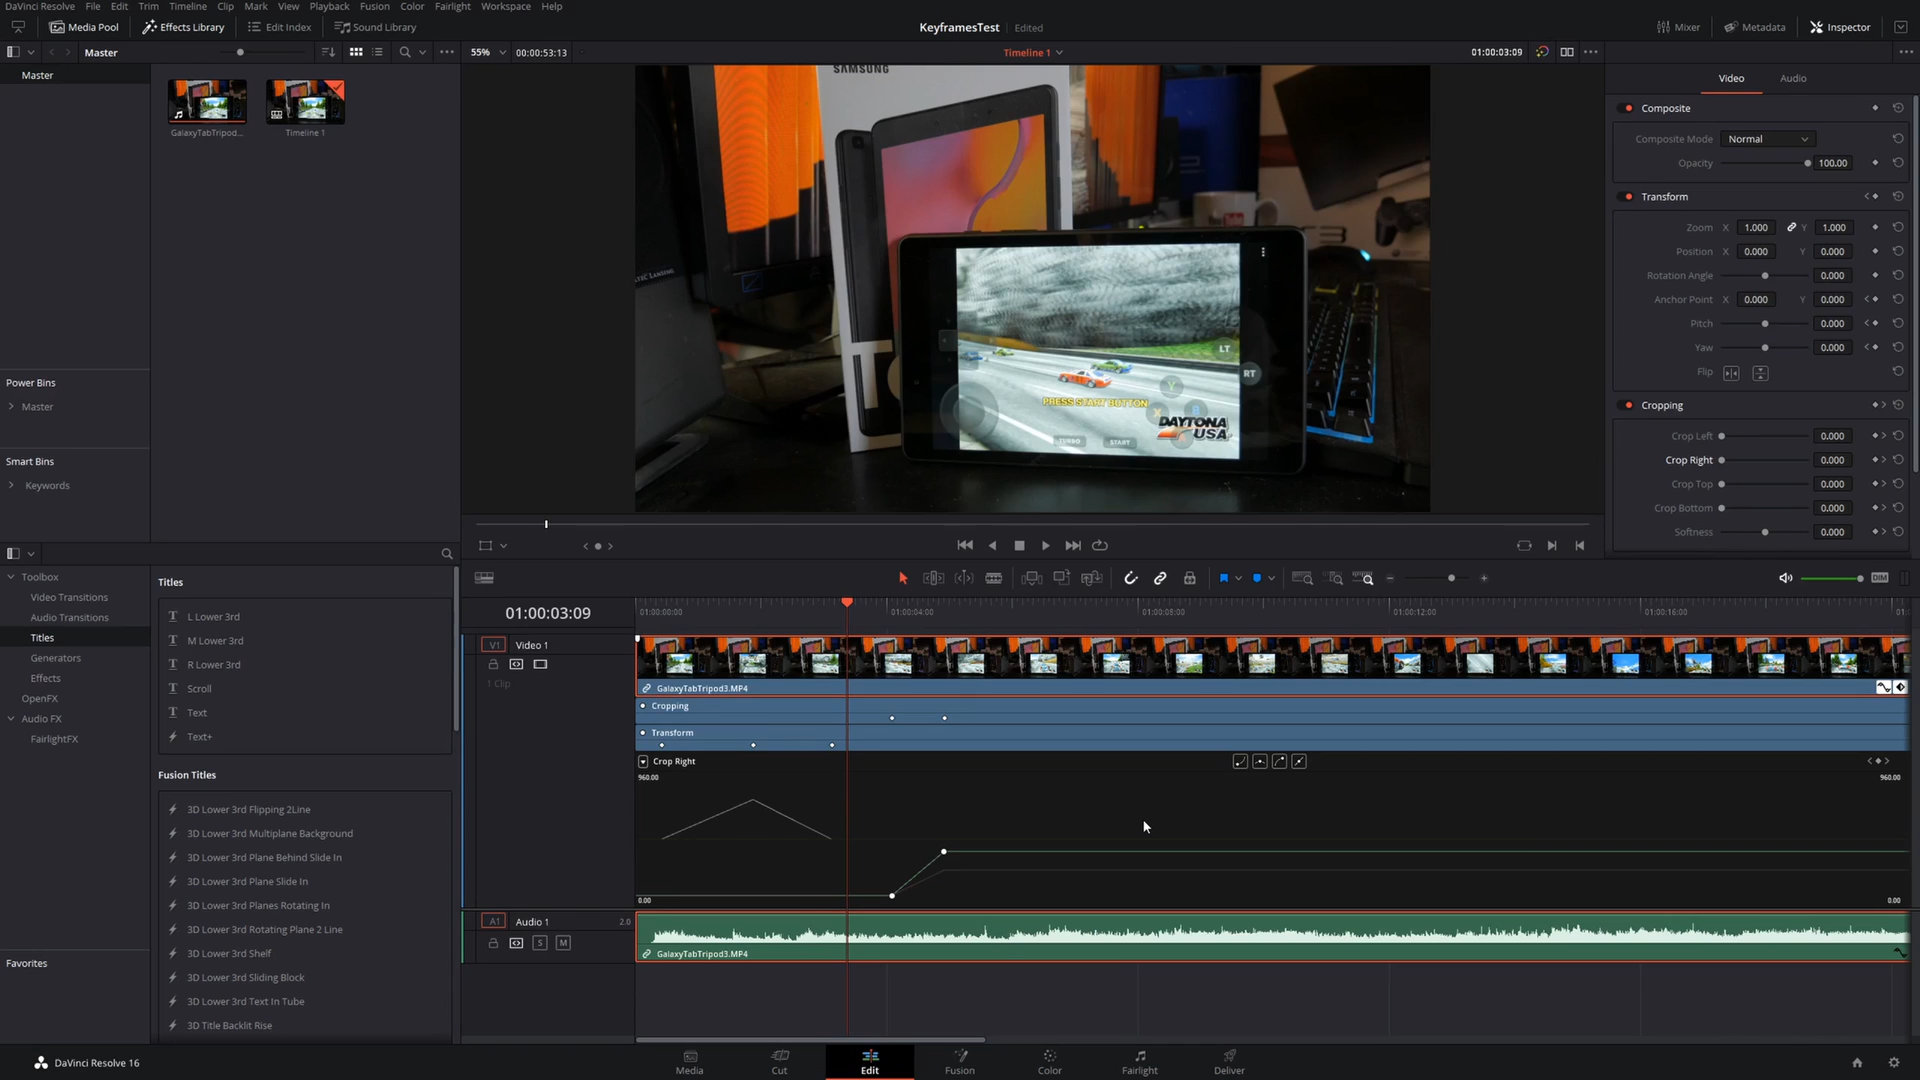 DaVinci Resolve File Edit Trim Timeline Clip Mark View Playback Fusion Color Fairlight Workspace Help
Media Pool Effects Library Edit Index Sound Library KeyframesTest Edited Mixer Metadata Inspector
Master 55% 00:00:53:13 Timeline 1 01:00:03:09
Master
GalaxyTabTripod... Timeline 1
Power Bins
Master
Smart Bins
Keywords
SAMSUNG
LT
RT
Y
X
B
PRESS START BUTTON
DAYTONA
USA
TURBO START
Video Audio
Composite
Composite Mode Normal
Opacity 100.00
Transform
Zoom X 1.000 Y 1.000
Position X 0.000 Y 0.000
Rotation Angle 0.000
Anchor Point X 0.000 Y 0.000
Pitch 0.000
Yaw 0.000
Flip
Cropping
Crop Left 0.000
Crop Right 0.000
Crop Top 0.000
Crop Bottom 0.000
Softness 0.000
Toolbox
Video Transitions
Audio Transitions
Titles
Generators
Effects
OpenFX
Audio FX
FairlightFX
Favorites
Titles
L Lower 3rd
M Lower 3rd
R Lower 3rd
Scroll
Text
Text+
Fusion Titles
3D Lower 3rd Flipping 2Line
3D Lower 3rd Multiplane Background
3D Lower 3rd Plane Behind Slide In
3D Lower 3rd Plane Slide In
3D Lower 3rd Planes Rotating In
3D Lower 3rd Rotating Plane 2 Line
3D Lower 3rd Shelf
3D Lower 3rd Sliding Block
3D Lower 3rd Text In Tube
3D Title Backlit Rise
DIM
01:00:03:09 01:00:00:00 01:00:04:00 01:00:08:00 01:00:12:00 01:00:16:00
V1 Video 1
1 Clip
GalaxyTabTripod3.MP4
Cropping
Transform
Crop Right
960.00 960.00
0.00 0.00
A1 Audio 1 2.0
S M
GalaxyTabTripod3.MP4
DaVinci Resolve 16 Media Cut Edit Fusion Color Fairlight Deliver